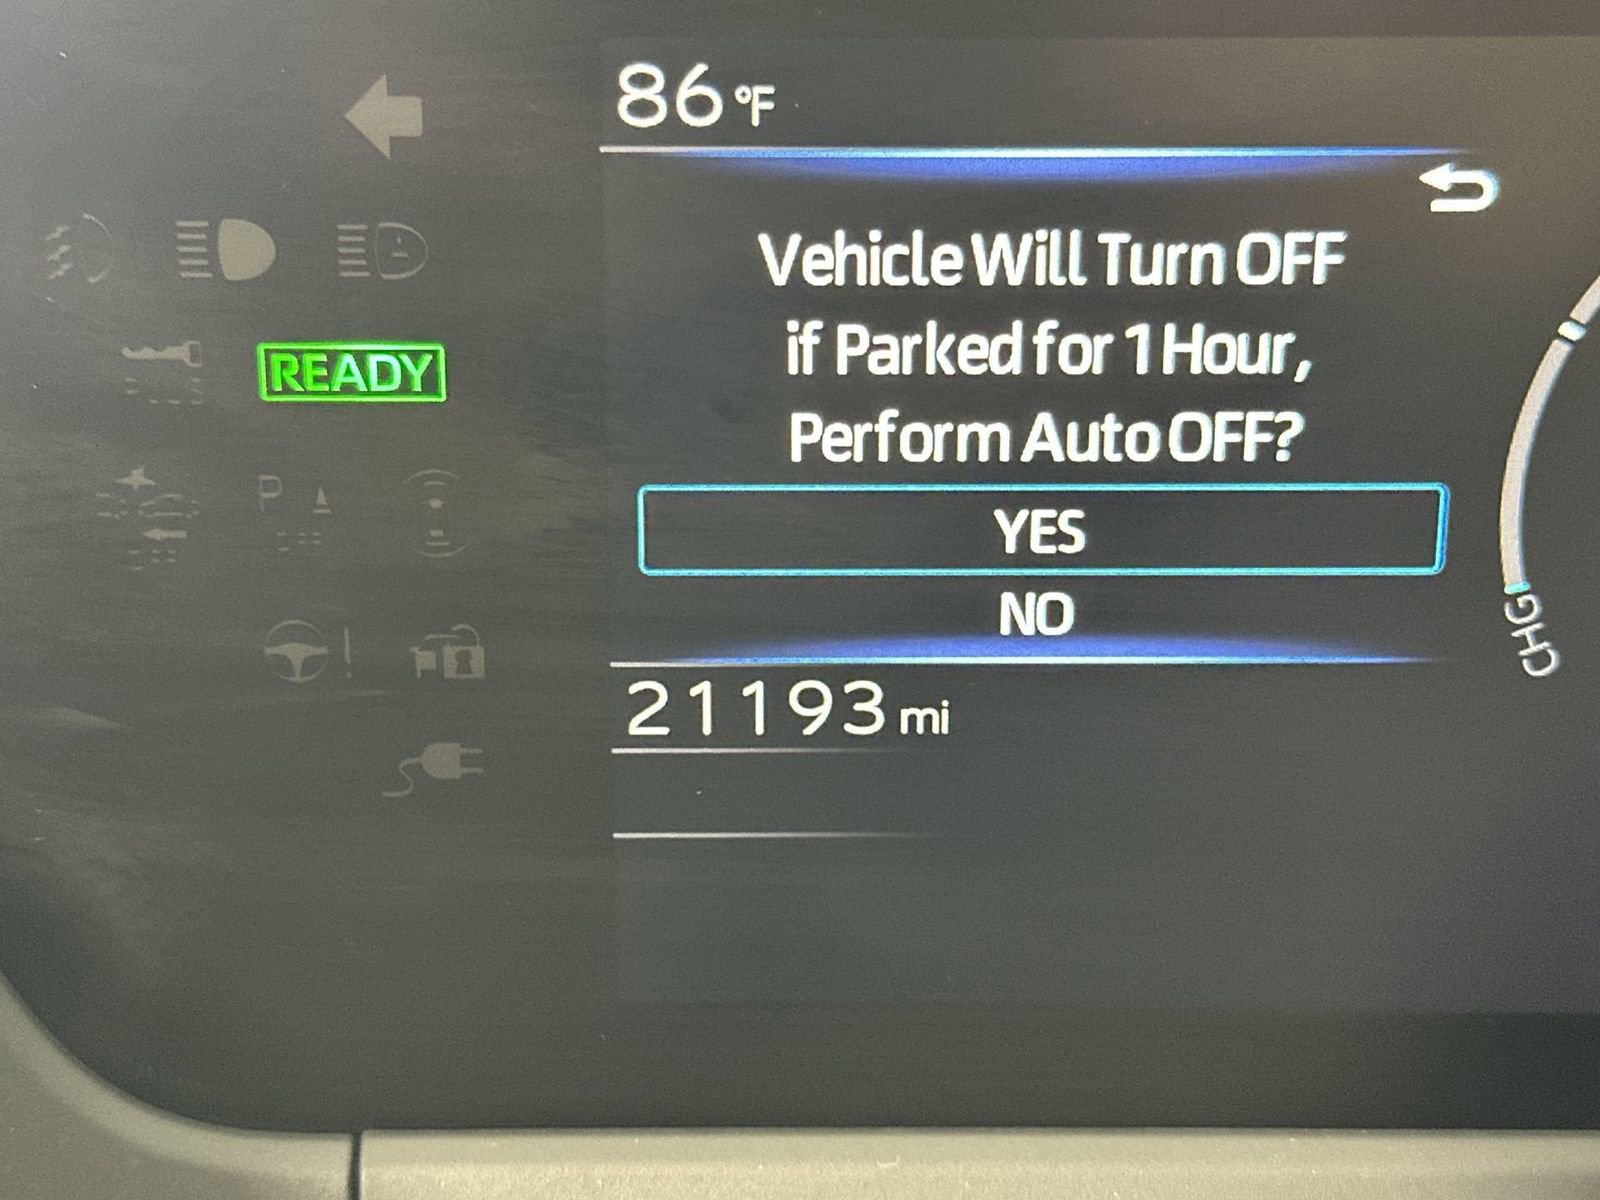 86 °F
Vehicle Will Turn OFF
if Parked for 1 Hour,
Perform Auto OFF?
YES
NO
READY
P
21193 mi
CHG